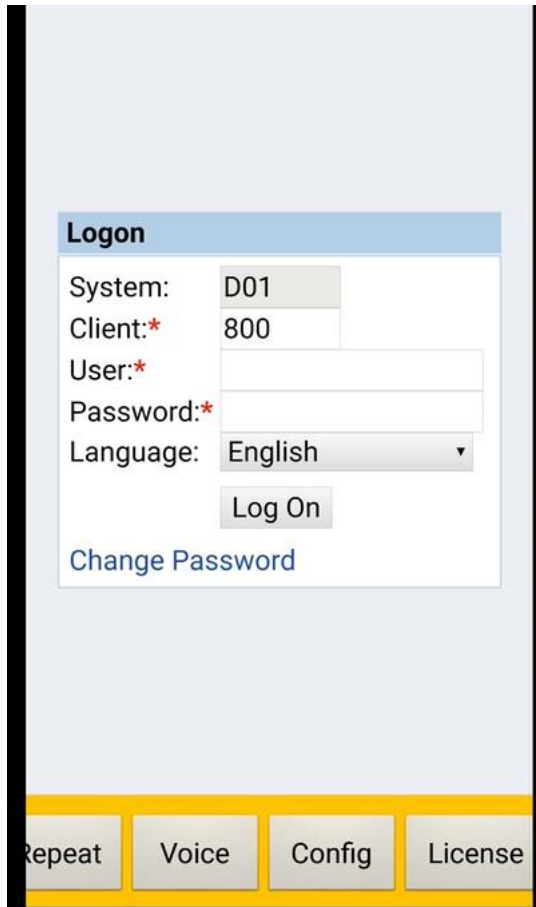 Logon
System: D01
Client:* 800
User:*
Password:*
Language: English
Log On
Change Password
Repeat Voice Config License